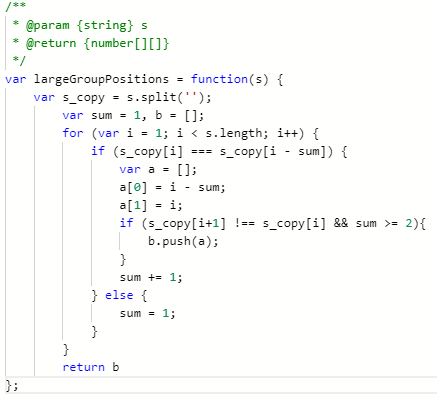 /**
 * @param {string} s
 * @return {number[][]}
 */
var largeGroupPositions = function(s) {
    var s_copy = s.split('');
        var sum = 1, b = [];
        for (var i = 1; i < s.length; i++) {
            if (s_copy[i] === s_copy[i - sum]) {
                var a = [];
                a[0] = i - sum;
                a[1] = i;
                if (s_copy[i+1] !== s_copy[i] && sum >= 2){
                    b.push(a);
                }
                sum += 1;
            } else {
                sum = 1;
            }
        }
        return b
};